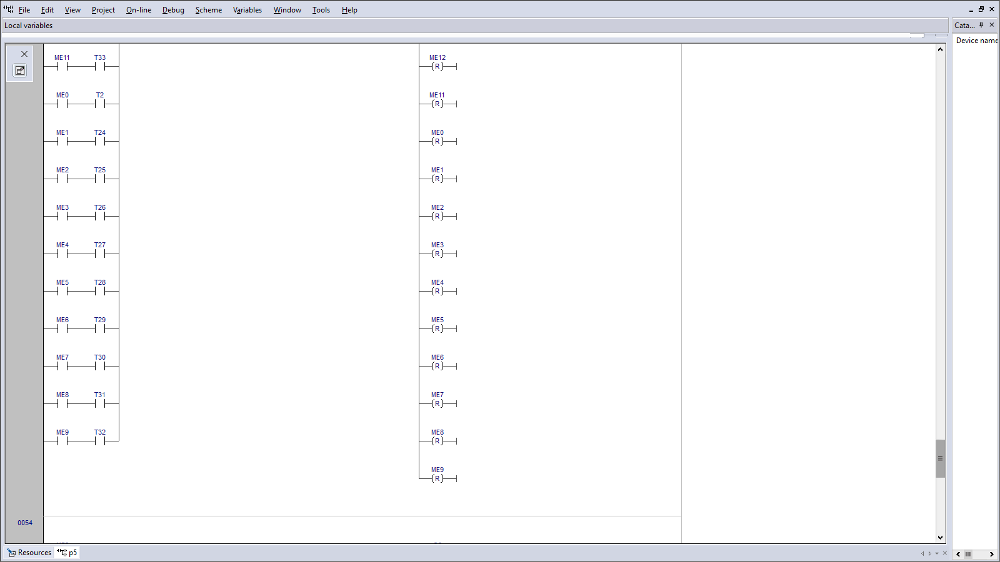 File Edit View Project On-line Debug Scheme Variables Window Tools Help
Local variables
Cata...
Device name
ME11 T33 ME12
(R)
ME0 T2 ME11
(R)
ME1 T24 ME0
(R)
ME2 T25 ME1
(R)
ME3 T26 ME2
(R)
ME4 T27 ME3
(R)
ME5 T28 ME4
(R)
ME6 T29 ME5
(R)
ME7 T30 ME6
(R)
ME8 T31 ME7
(R)
ME9 T32 ME8
(R)
ME9
(R)
0054
Resources p5